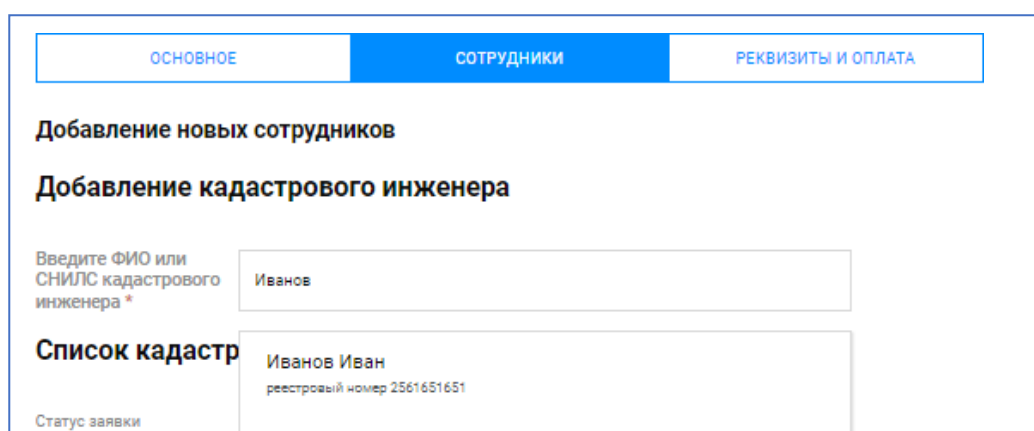 ОСНОВНОЕ СОТРУДНИКИ РЕКВИЗИТЫ И ОПЛАТА
Добавление новых сотрудников
Добавление кадастрового инженера
Введите ФИО или
СНИЛС кадастрового
инженера *
Иванов
Список кадастр
Иванов Иван
реестровый номер 2561651651
Статус заявки